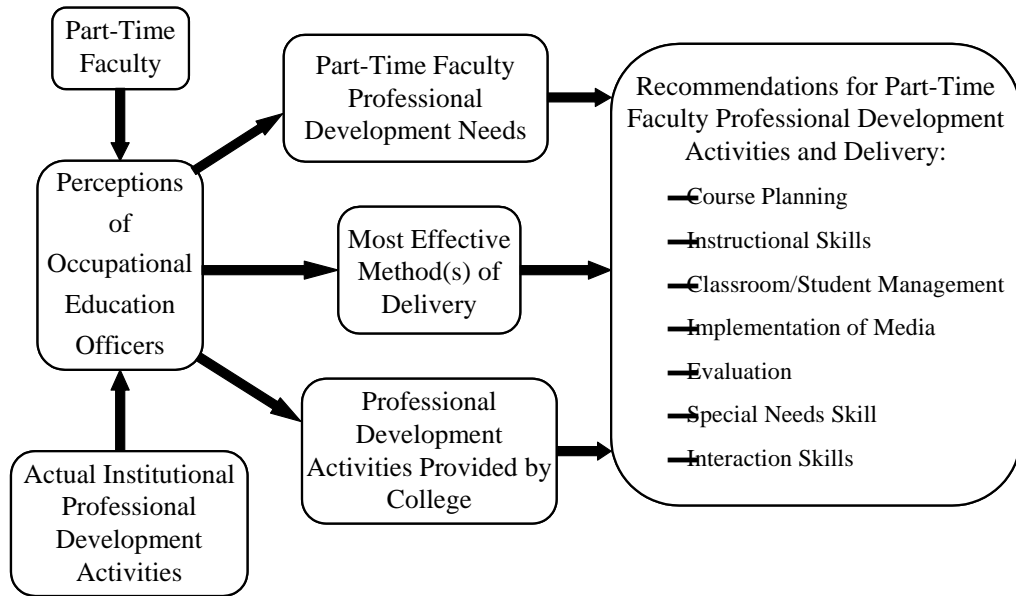 Part-Time
Faculty
Perceptions
of
Occupational
Education
Officers
Actual Institutional
Professional
Development
Activities
Part-Time Faculty
Professional
Development Needs
Most Effective
Method(s) of
Delivery
Professional
Development
Activities Provided by
College
Recommendations for Part-Time
Faculty Professional Development
Activities and Delivery:
Course Planning
Instructional Skills
Classroom/Student Management
Implementation of Media
Evaluation
Special Needs Skill
Interaction Skills